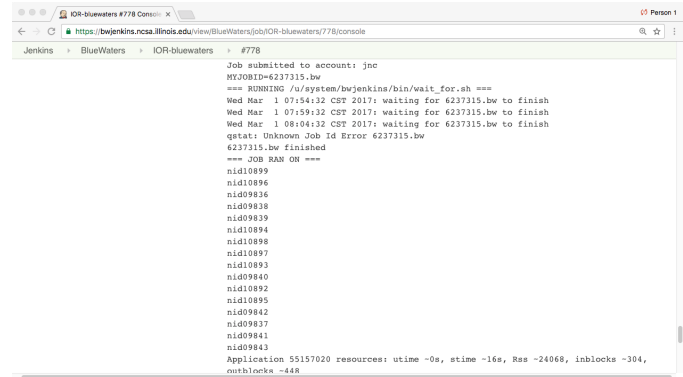 IOR-bluewaters #778 Console
Person 1
https://bwjenkins.ncsa.illinois.edu/view/BlueWaters/job/IOR-bluewaters/778/console
Jenkins BlueWaters IOR-bluewaters #778
Job submitted to account: jnc
MYJOBID=6237315.bw
=== RUNNING /u/system/bwjenkins/bin/wait_for.sh ===
Wed Mar  1 07:54:32 CST 2017: waiting for 6237315.bw to finish
Wed Mar  1 07:59:32 CST 2017: waiting for 6237315.bw to finish
Wed Mar  1 08:04:32 CST 2017: waiting for 6237315.bw to finish
qstat: Unknown Job Id Error 6237315.bw
6237315.bw finished
=== JOB RAN ON ===
nid10899
nid10896
nid09836
nid09838
nid09839
nid10894
nid10898
nid10897
nid10893
nid09840
nid10892
nid10895
nid09842
nid09837
nid09841
nid09843
Application 55157020 resources: utime ~0s, stime ~16s, Rss ~24068, inblocks ~304,
outblocks ~448